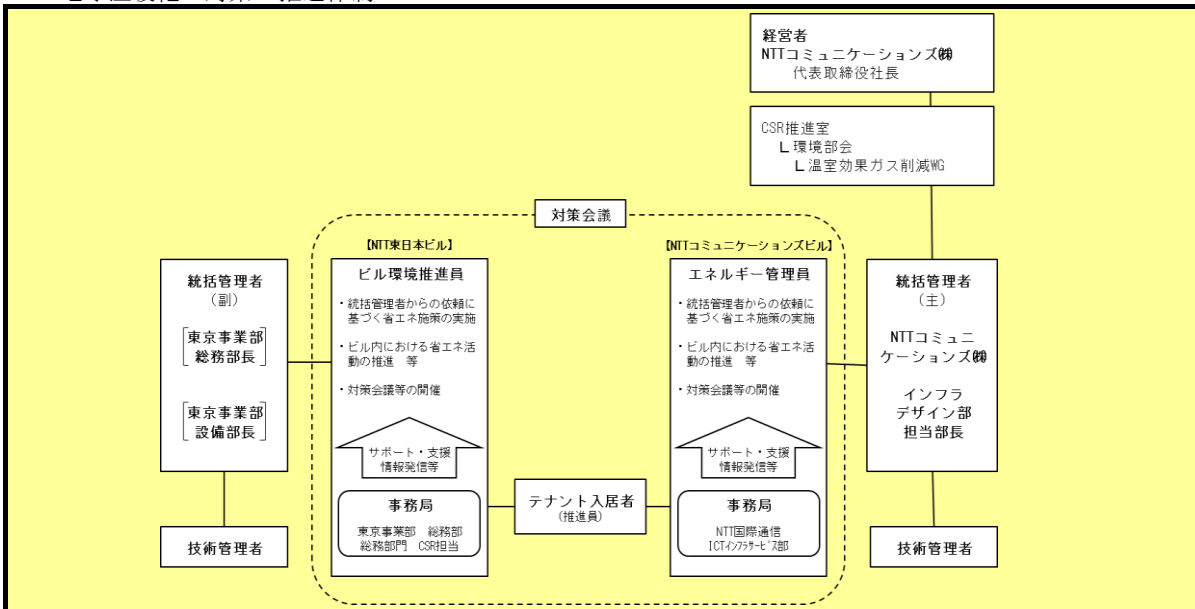 経営者
NTTコミュニケーションズ㈱
代表取締役社長
CSR推進室
┗環境部会
┗温室効果ガス削減WG
対策会議
【NTT東日本ビル】
【NTTコミュニケーションズビル】
統括管理者
(副)
東京事業部
総務部長
東京事業部
設備部長
ビル環境推進員
・統括管理者からの依頼に
基づく省エネ施策の実施
・ビル内における省エネ活
動の推進 等
・対策会議等の開催
サポート・支援
情報発信等
事務局
東京事業部 総務部
総務部門 CSR担当
テナント入居者
(推進員)
エネルギー管理員
・統括管理者からの依頼に
基づく省エネ施策の実施
・ビル内における省エネ活
動の推進 等
・対策会議等の開催
サポート・支援
情報発信等
事務局
NTT国際通信
ICTインフラサービス部
統括管理者
(主)
NTTコミュニ
ケーションズ㈱
インフラ
デザイン部
担当部長
技術管理者
技術管理者